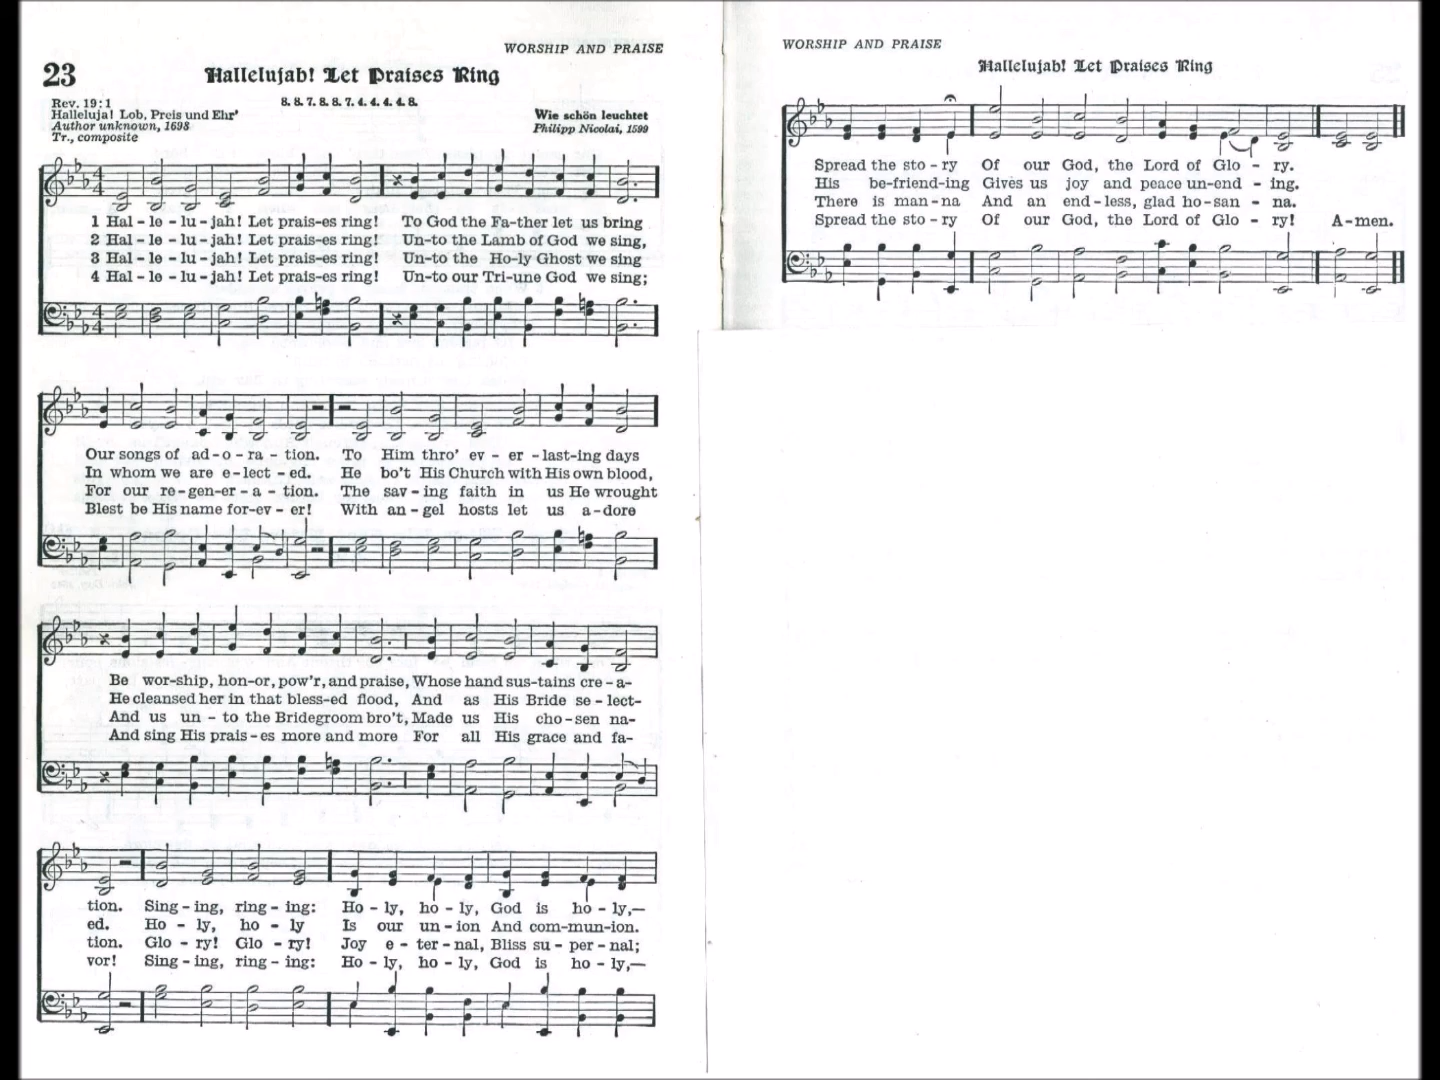 WORSHIP AND PRAISE
23
Hallelujah! Let Praises Ring
Rev. 19:1
8. 8. 7. 8. 8. 7. 4. 4. 4. 4. 8.
Halleluja! Lob, Preis und Ehr'
Wie schön leuchtet
Author unknown, 1698
Philipp Nicolai, 1599
Tr., composite
1 Hal - le - lu - jah! Let prais-es ring! To God the Fa-ther let us bring
2 Hal - le - lu - jah! Let prais-es ring! Un-to the Lamb of God we sing,
3 Hal - le - lu - jah! Let prais-es ring! Un-to the Ho-ly Ghost we sing
4 Hal - le - lu - jah! Let prais-es ring! Un-to our Tri-une God we sing;
Our songs of ad-o-ra-tion. To Him thro' ev-er-last-ing days
In whom we are e-lect-ed. He bo't His Church with His own blood,
For our re-gen-er-a-tion. The sav-ing faith in us He wrought
Blest be His name for-ev-er! With an-gel hosts let us a-dore
Be wor-ship, hon-or, pow'r, and praise, Whose hand sus-tains cre-a-
He cleansed her in that bless-ed flood, And as His Bride se-lect-
And us un-to the Bridegroom bro't, Made us His cho-sen na-
And sing His prais-es more and more For all His grace and fa-
tion. Sing-ing, ring-ing: Ho-ly, ho-ly, God is ho-ly,—
ed. Ho-ly, ho-ly Is our un-ion And com-mun-ion.
tion. Glo-ry! Glo-ry! Joy e-ter-nal, Bliss su-per-nal;
vor! Sing-ing, ring-ing: Ho-ly, ho-ly, God is ho-ly,—
WORSHIP AND PRAISE
Hallelujah! Let Praises Ring
Spread the sto-ry Of our God, the Lord of Glo-ry.
His be-friend-ing Gives us joy and peace un-end-ing.
There is man-na And an end-less, glad ho-san-na.
Spread the sto-ry Of our God, the Lord of Glo-ry! A-men.